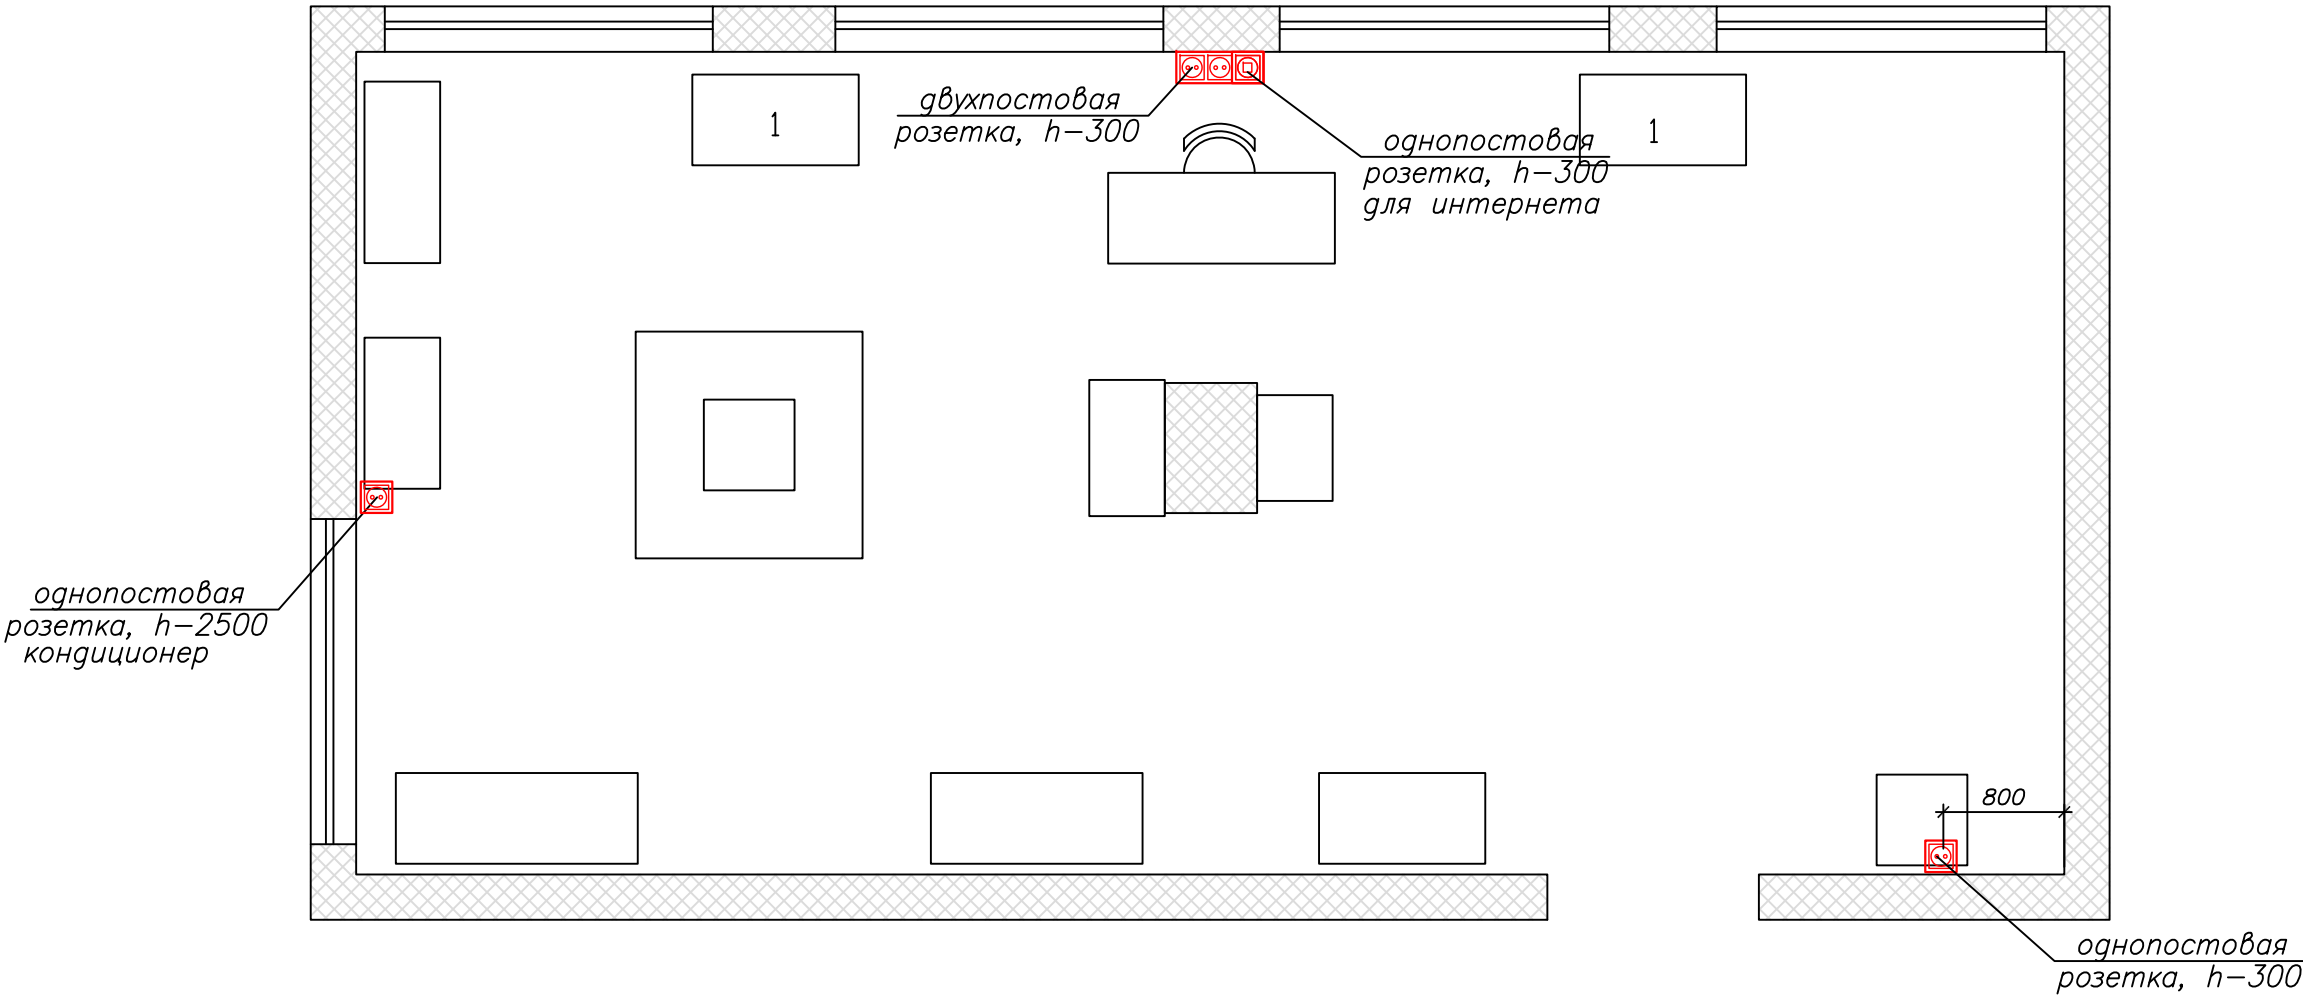 двухпостовая
розетка, h-300
1
однопостовая
розетка, h-300
для интернета
1
однопостовая
розетка, h-2500
кондиционер
800
однопостовая
розетка, h-300